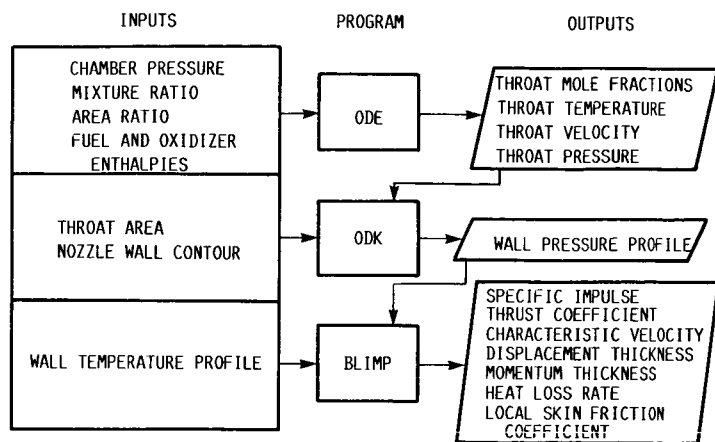 INPUTS
PROGRAM
OUTPUTS
CHAMBER PRESSURE
MIXTURE RATIO
AREA RATIO
FUEL AND OXIDIZER
ENTHALPIES
ODE
THROAT MOLE FRACTIONS
THROAT TEMPERATURE
THROAT VELOCITY
THROAT PRESSURE
THROAT AREA
NOZZLE WALL CONTOUR
ODK
WALL PRESSURE PROFILE
WALL TEMPERATURE PROFILE
BLIMP
SPECIFIC IMPULSE
THRUST COEFFICIENT
CHARACTERISTIC VELOCITY
DISPLACEMENT THICKNESS
MOMENTUM THICKNESS
HEAT LOSS RATE
LOCAL SKIN FRICTION
COEFFICIENT